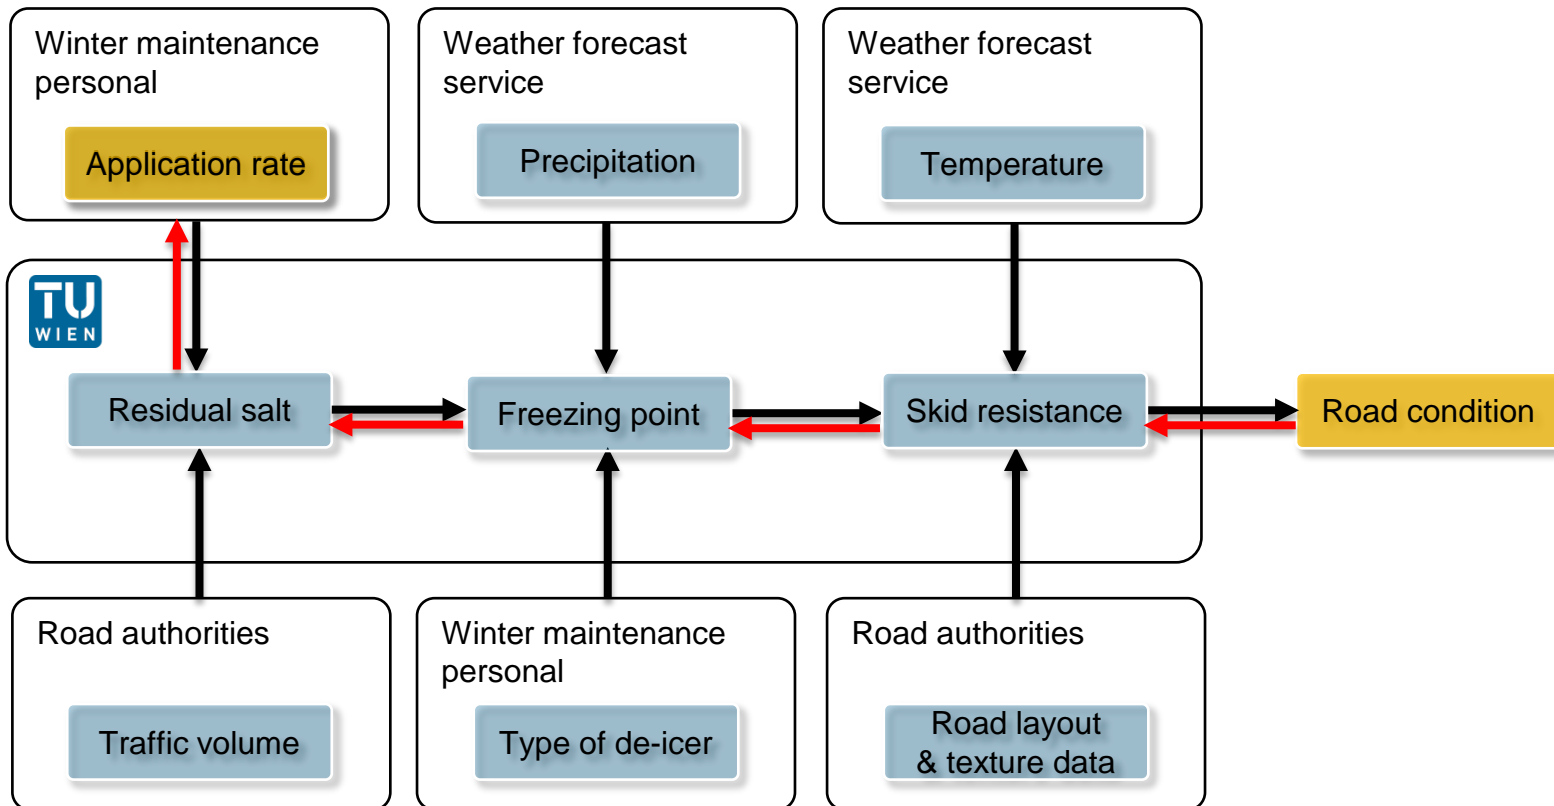 Winter maintenance
personal
Application rate
Weather forecast
service
Precipitation
Weather forecast
service
Temperature
TU
WIEN
Residual salt
Freezing point
Skid resistance
Road condition
Road authorities
Traffic volume
Winter maintenance
personal
Type of de-icer
Road authorities
Road layout
& texture data